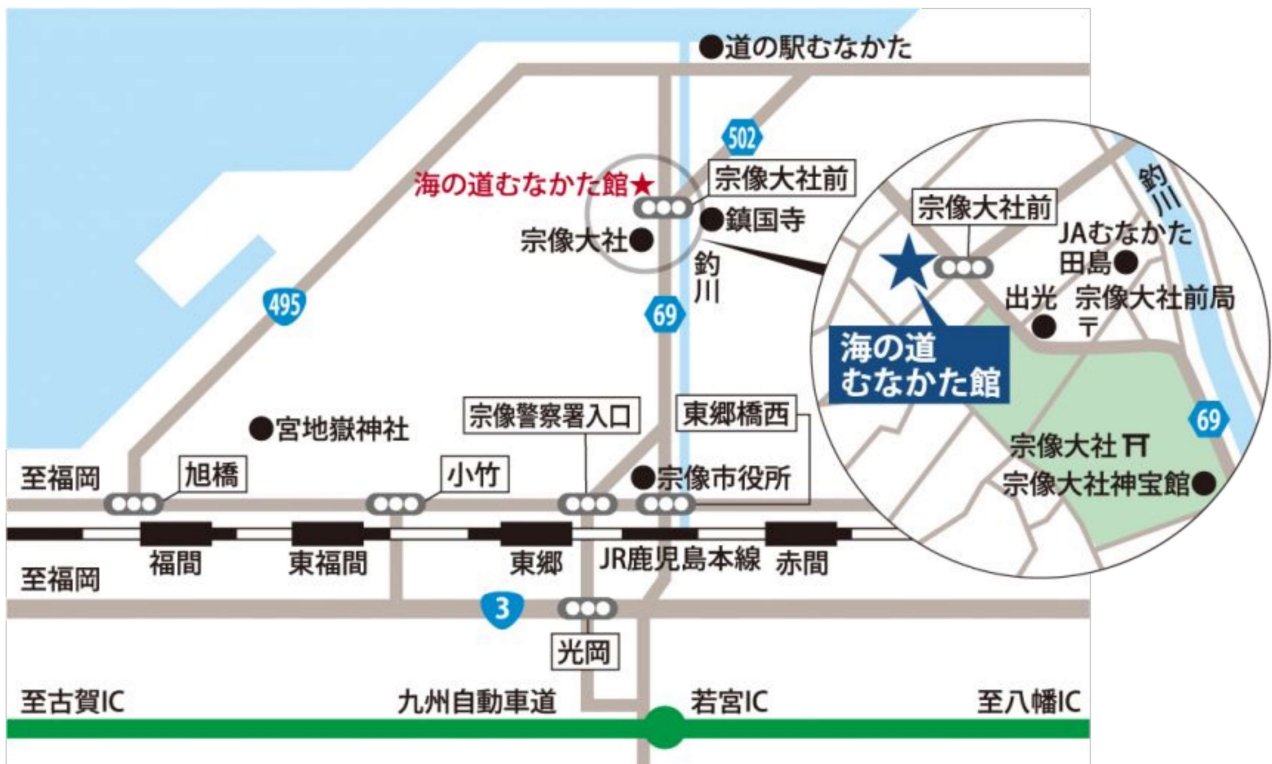 道の駅むなかた
502
海の道むなかた館★
宗像大社前
鎮国寺
宗像大社
釣川
495
69
宮地嶽神社
宗像警察署入口
東郷橋西
至福岡
旭橋
小竹
宗像市役所
福間
東福間
東郷
JR鹿児島本線
赤間
至福岡
3
光岡
至古賀IC
九州自動車道
若宮IC
至八幡IC
釣川
宗像大社前
JAむなかた
田島
出光
宗像大社前局
〒
海の道
むなかた館
69
宗像大社
宗像大社神宝館